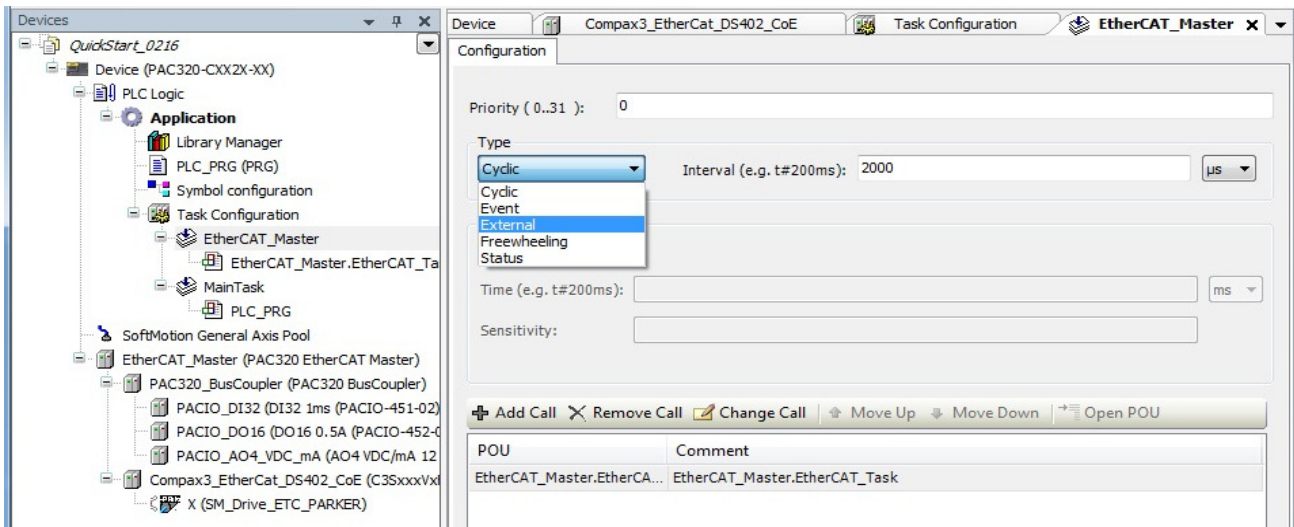 Devices
QuickStart_0216
Device (PAC320-CXX2X-XX)
PLC Logic
Application
Library Manager
PLC_PRG (PRG)
Symbol configuration
Task Configuration
EtherCAT_Master
EtherCAT_Master.EtherCAT_Ta
MainTask
PLC_PRG
SoftMotion General Axis Pool
EtherCAT_Master (PAC320 EtherCAT Master)
PAC320_BusCoupler (PAC320 BusCoupler)
PACIO_DI32 (DI32 1ms (PACIO-451-02)
PACIO_DO16 (DO16 0.5A (PACIO-452-0
PACIO_AO4_VDC_mA (AO4 VDC/mA 12
Compax3_EtherCat_DS402_CoE (C3SxxxVxI
X (SM_Drive_ETC_PARKER)
Device Compax3_EtherCat_DS402_CoE Task Configuration EtherCAT_Master
Configuration
Priority ( 0..31 ): 0
Type
Cyclic Interval (e.g. t#200ms): 2000 µs
Cyclic
Event
External
Freewheeling
Status
Time (e.g. t#200ms): ms
Sensitivity:
Add Call Remove Call Change Call Move Up Move Down Open POU
POU Comment
EtherCAT_Master.EtherCA... EtherCAT_Master.EtherCAT_Task